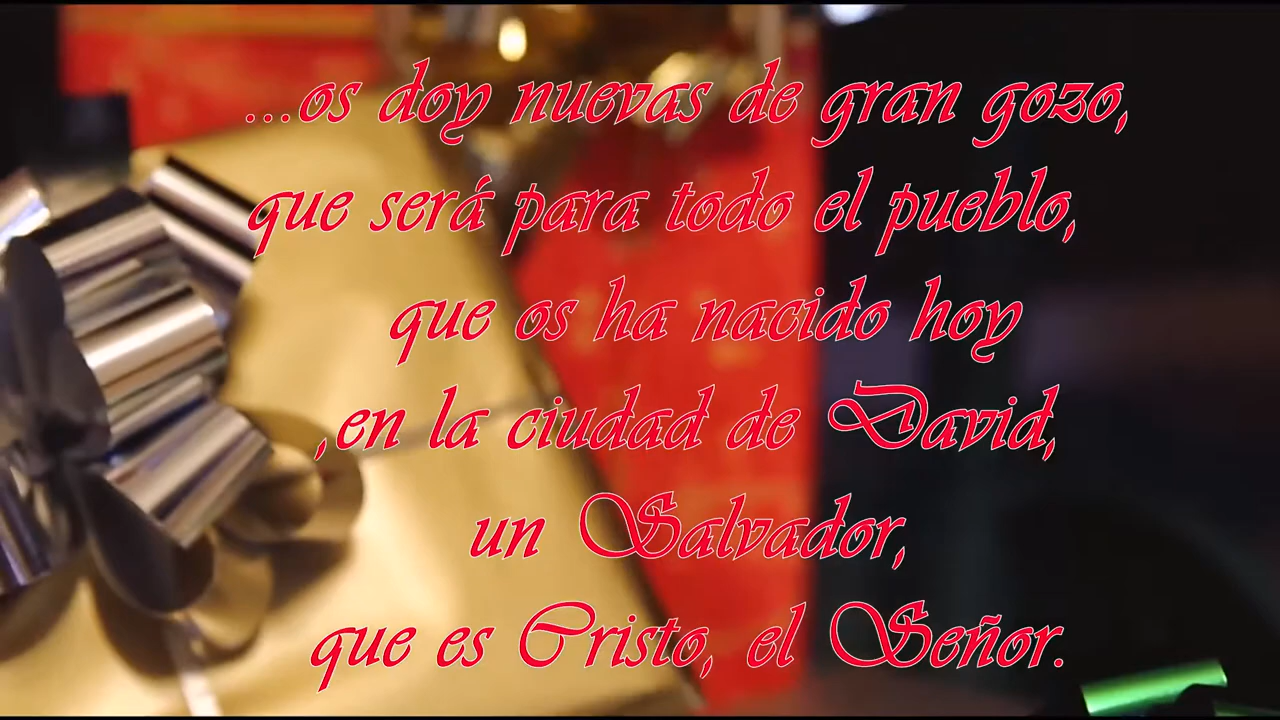 ...os doy nuevas de gran gozo,
que será para todo el pueblo,
que os ha nacido hoy
,en la ciudad de David,
un Salvador,
que es Cristo, el Señor.